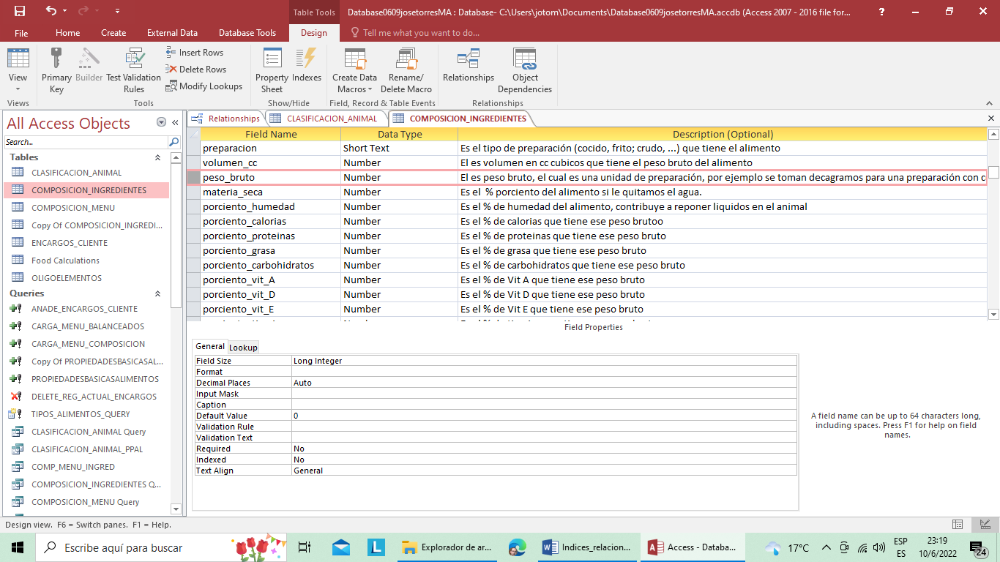 Table Tools
Database0609josetorresMA : Database- C:\Users\jotom\Documents\Database0609josetorresMA.accdb (Access 2007 - 2016 file for...
?
File
Home
Create
External Data
Database Tools
Design
Tell me what you want to do...
View
Primary Key
Builder
Test Validation Rules
Insert Rows
Delete Rows
Modify Lookups
Property Sheet
Indexes
Create Data Macros
Rename/ Delete Macro
Relationships
Object Dependencies
Views
Tools
Show/Hide
Field, Record & Table Events
Relationships
All Access Objects
Search...
Tables
CLASIFICACION_ANIMAL
COMPOSICION_INGREDIENTES
COMPOSICION_MENU
Copy Of COMPOSICION_INGREDI...
ENCARGOS_CLIENTE
Food Calculations
OLIGOELEMENTOS
Queries
ANADE_ENCARGOS_CLIENTE
CARGA_MENU_BALANCEADOS
CARGA_MENU_COMPOSICION
Copy Of PROPIEDADESBASICASAL...
PROPIEDADESBASICASALIMENTOS
DELETE_REG_ACTUAL_ENCARGOS
TIPOS_ALIMENTOS_QUERY
CLASIFICACION_ANIMAL Query
CLASIFICACION_ANIMAL_PPAL
COMP_MENU_INGRED
COMPOSICION_INGREDIENTES Q...
COMPOSICION_MENU Query
Relationships
CLASIFICACION_ANIMAL
COMPOSICION_INGREDIENTES
Field Name Data Type Description (Optional)
preparacion Short Text Es el tipo de preparación (cocido, frito; crudo, ...) que tiene el alimento
volumen_cc Number El es volumen en cc cubicos que tiene el peso bruto del alimento
peso_bruto Number El es peso bruto, el cual es una unidad de preparación, por ejemplo se toman decagramos para una preparación con c
materia_seca Number Es el  % porciento del alimento si le quitamos el agua.
porciento_humedad Number Es el % de humedad del alimento, contribuye a reponer liquidos en el animal
porciento_calorias Number Es el % de calorias que tiene ese peso brutoo
porciento_proteinas Number Es el % de proteinas que tiene ese peso bruto
porciento_grasa Number Es el % de grasa que tiene ese peso bruto
porciento_carbohidratos Number Es el % de carbohidratos que tiene ese peso bruto
porciento_vit_A Number Es el % de Vit A que tiene ese peso bruto
porciento_vit_D Number Es el % de Vit D que tiene ese peso bruto
porciento_vit_E Number Es el % de Vit E que tiene ese peso bruto
Field Properties
General
Lookup
Field Size Long Integer
Format
Decimal Places Auto
Input Mask
Caption
Default Value 0
Validation Rule
Validation Text
Required No
Indexed No
Text Align General
A field name can be up to 64 characters long,
including spaces. Press F1 for help on field
names.
Design view.  F6 = Switch panes.  F1 = Help.
Escribe aquí para buscar
L
Explorador de ar...
Indices_relacion...
Access - Databa...
17°C
ESP
ES
23:19
10/6/2022
24